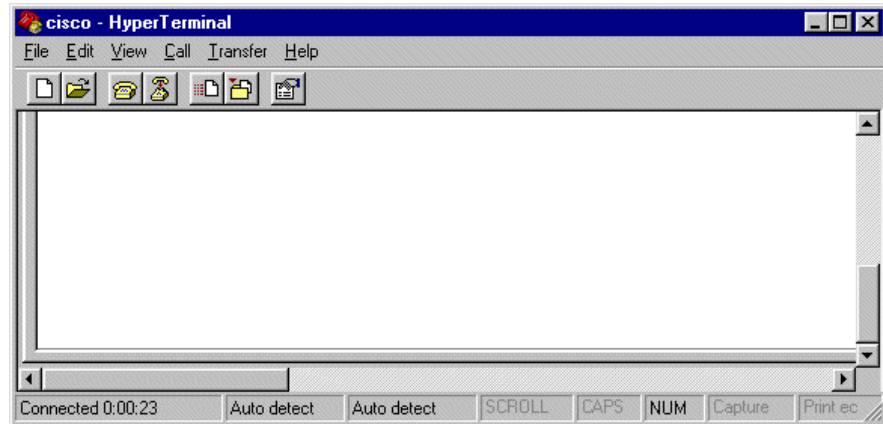 cisco - HyperTerminal
File Edit View Call Transfer Help
Connected 0:00:23 Auto detect Auto detect SCROLL CAPS NUM Capture Print ec